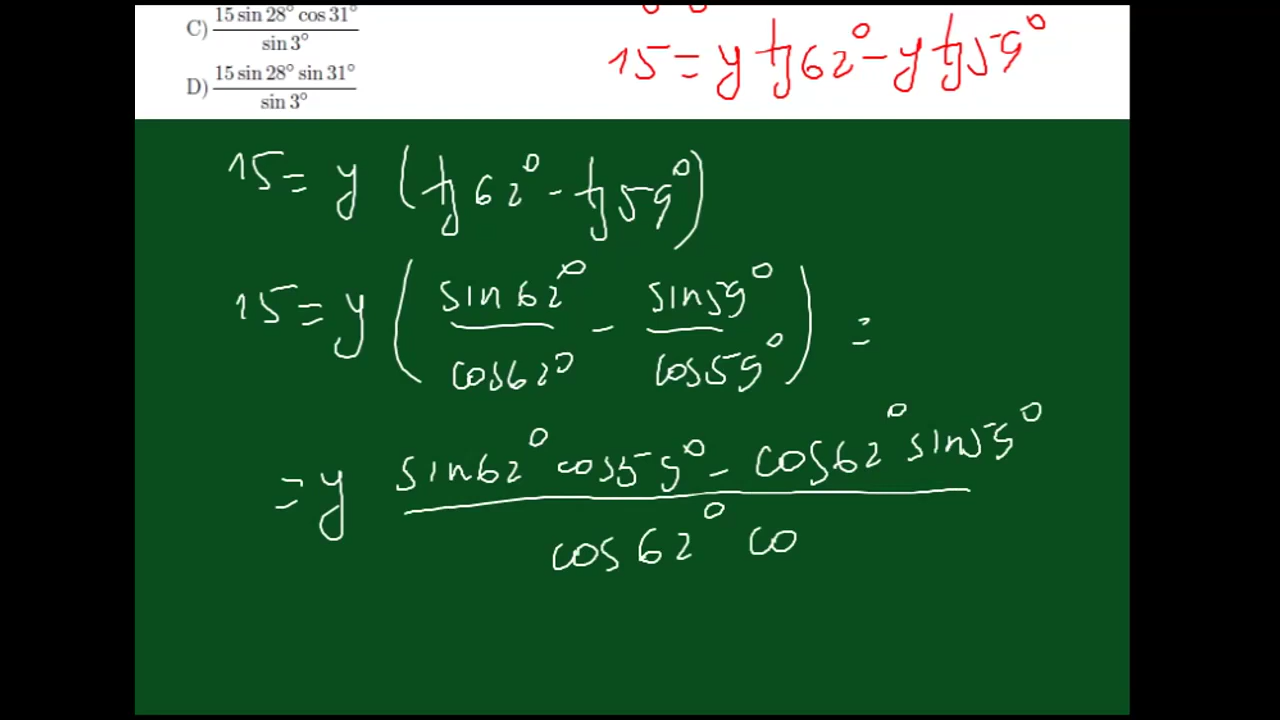 C) 15 sin 28° cos 31° / sin 3°
15 = y tg 62° - y tg 59°
D) 15 sin 28° sin 31° / sin 3°
15 = y (tg 62° - tg 59°)
15 = y (sin 62° / cos 62° - sin 59° / cos 59°) =
= y sin 62° cos 59° - cos 62° sin 59° / cos 62° co